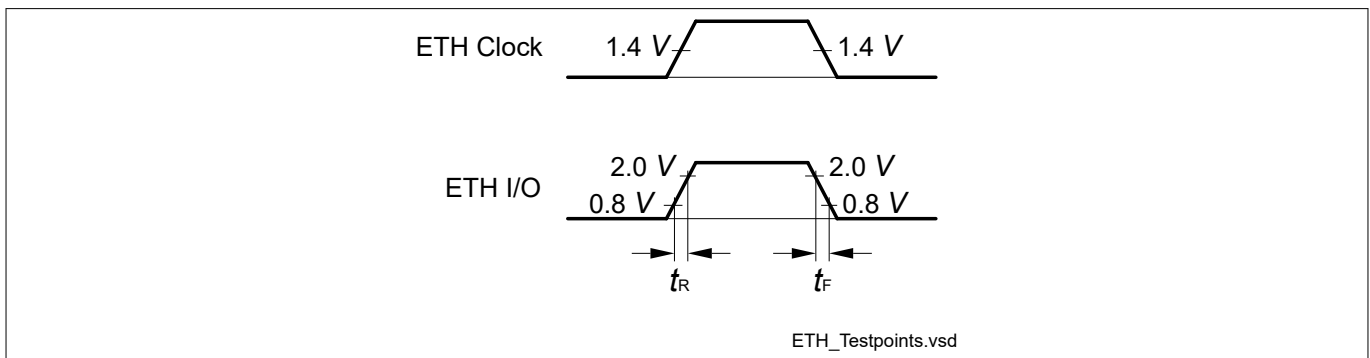 ETH Clock 1.4 V 1.4 V
2.0 V 2.0 V
ETH I/O
0.8 V 0.8 V
tR tF
ETH_Testpoints.vsd